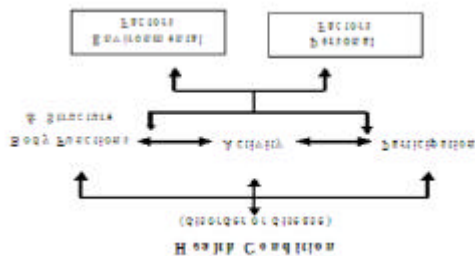 Health Condition
(disorder or disease)
Body Functions
& Structure
Activity
Participation
Environmental
Factors
Personal
Factors